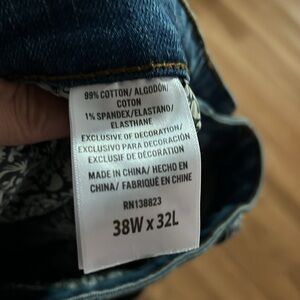 99% COTTON/ ALGODÓN/
COTON
1% SPANDEX/ELASTANO/
ELASTHANE
EXCLUSIVE OF DECORATION/
EXCLUSIVO PARA DECORACIÓN
EXCLUSIF DE DECORATION
MADE IN CHINA/ HECHO EN
CHINA/ FABRIQUÉ EN CHINE
RN138823
38W x 32L